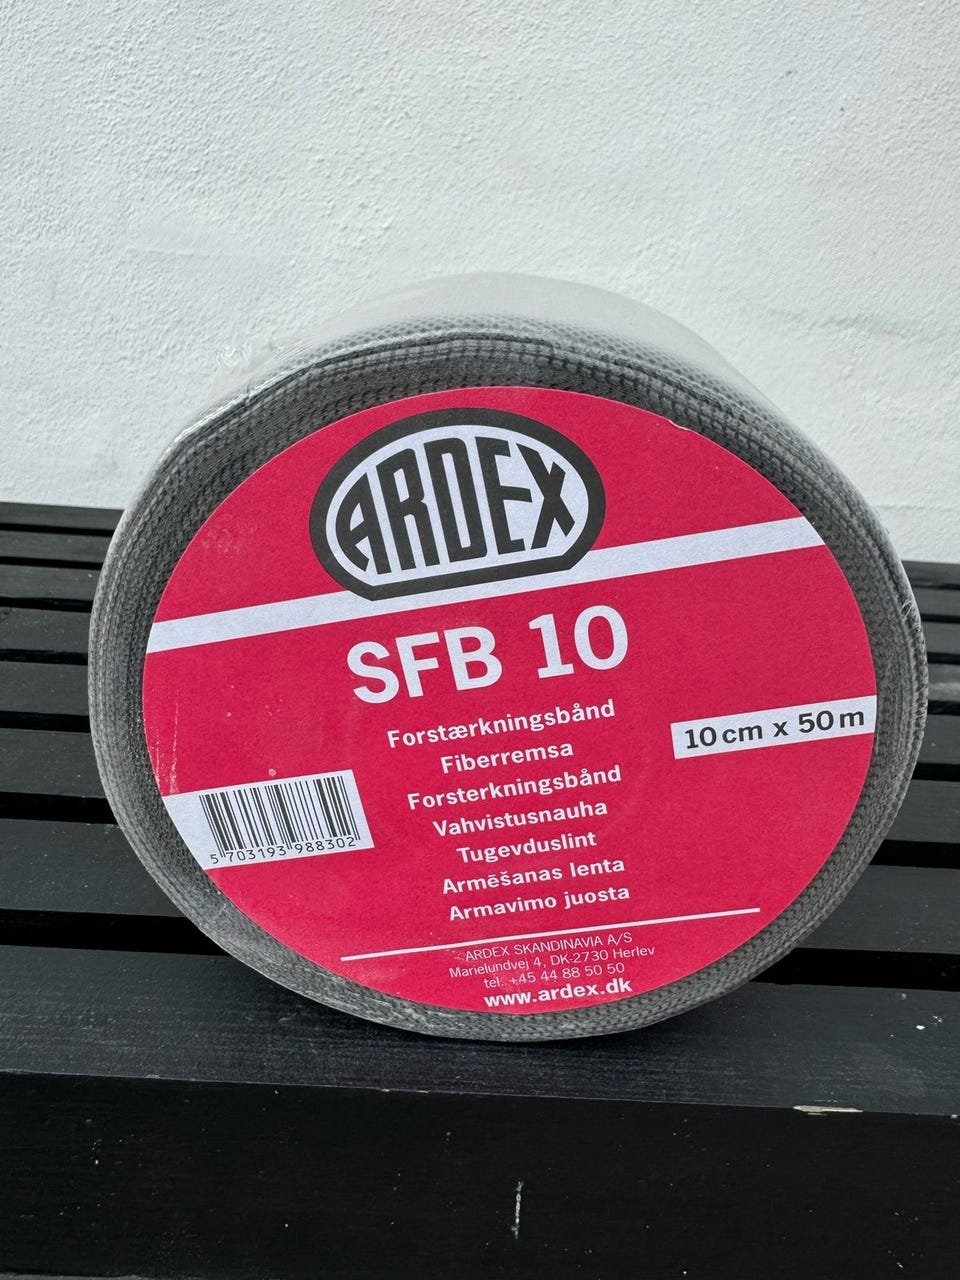 ARDEX
SFB 10
Forstærkningsbånd
Fiberremsa
Forsterkningsbånd
Vahvistusnauha
Tugevduslint
Armēšanas lenta
Armavimo juosta
10 cm x 50 m
5 703193 988302
ARDEX SKANDINAVIA A/S
Marielundvej 4, DK-2730 Herlev
tel. +45 44 88 50 50
www.ardex.dk